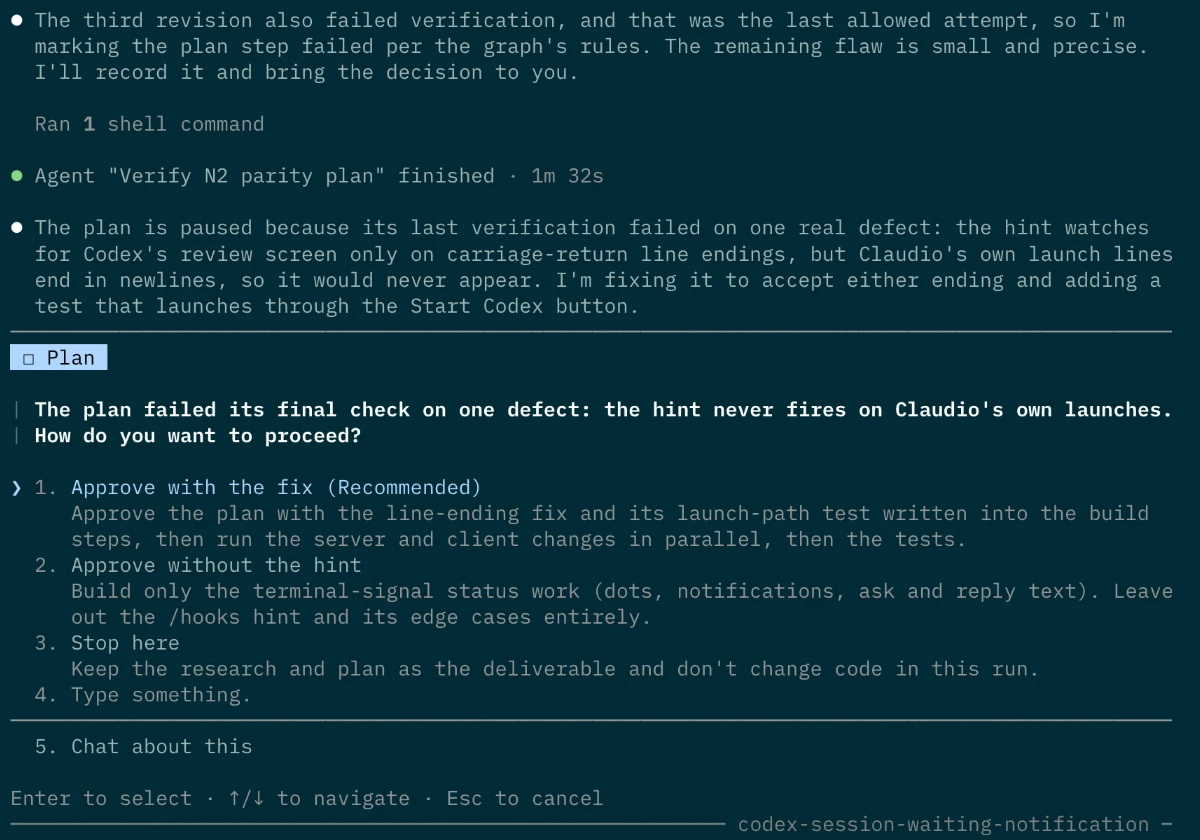 ● The third revision also failed verification, and that was the last allowed attempt, so I'm
marking the plan step failed per the graph's rules. The remaining flaw is small and precise.
I'll record it and bring the decision to you.
Ran 1 shell command
● Agent "Verify N2 parity plan" finished · 1m 32s
● The plan is paused because its last verification failed on one real defect: the hint watches
for Codex's review screen only on carriage-return line endings, but Claudio's own launch lines
end in newlines, so it would never appear. I'm fixing it to accept either ending and adding a
test that launches through the Start Codex button.
□ Plan
| The plan failed its final check on one defect: the hint never fires on Claudio's own launches.
| How do you want to proceed?
❯ 1. Approve with the fix (Recommended)
Approve the plan with the line-ending fix and its launch-path test written into the build
steps, then run the server and client changes in parallel, then the tests.
2. Approve without the hint
Build only the terminal-signal status work (dots, notifications, ask and reply text). Leave
out the /hooks hint and its edge cases entirely.
3. Stop here
Keep the research and plan as the deliverable and don't change code in this run.
4. Type something.
5. Chat about this
Enter to select · ↑/↓ to navigate · Esc to cancel
codex-session-waiting-notification